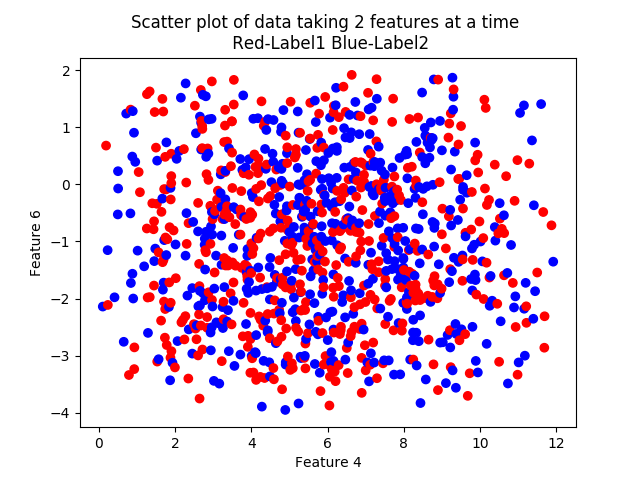 Scatter plot of data taking 2 features at a time
Red-Label1 Blue-Label2
2
1
0
−1
−2
−3
−4
Feature 6
0 2 4 6 8 10 12
Feature 4